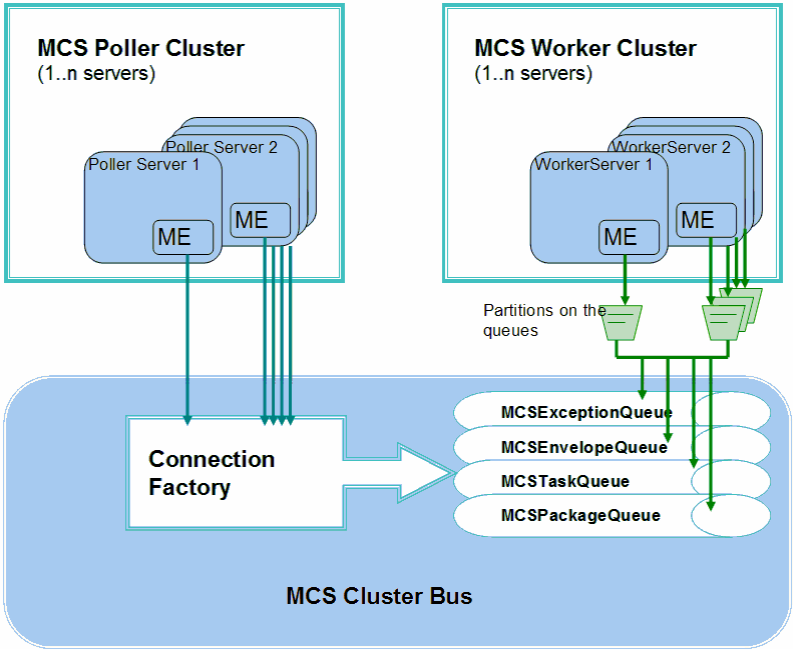 MCS Poller Cluster
(1..n servers)
Poller Server 2
Poller Server 1
ME
ME
MCS Worker Cluster
(1..n servers)
WorkerServer 2
WorkerServer 1
ME
ME
Partitions on the
queues
Connection
Factory
MCSExceptionQueue
MCSEnvelopeQueue
MCSTaskQueue
MCSPackageQueue
MCS Cluster Bus